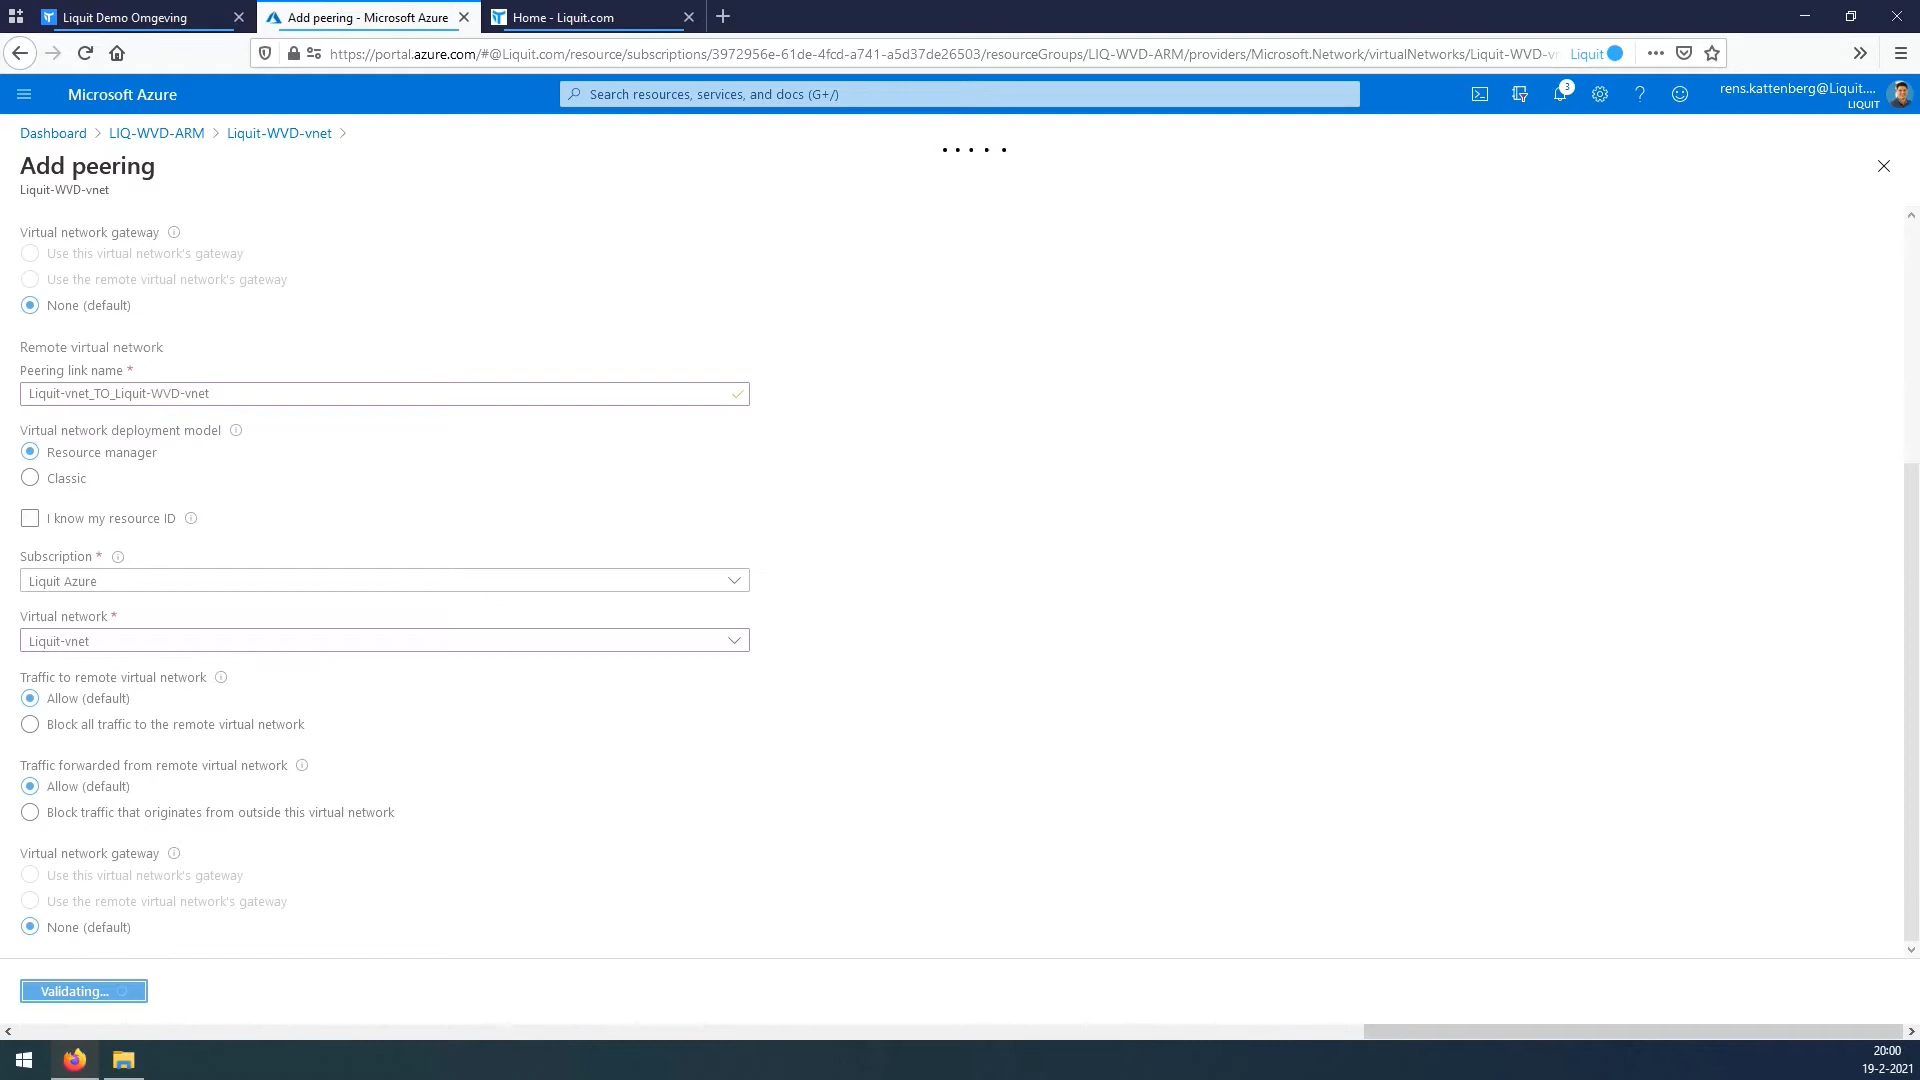 Liquit Demo Omgeving
Add peering - Microsoft Azure
Home - Liquit.com
https://portal.azure.com/#@Liquit.com/resource/subscriptions/3972956e-61de-4fcd-a741-a5d37de26503/resourceGroups/LIQ-WVD-ARM/providers/Microsoft.Network/virtualNetworks/Liquit-WVD-vn
Liquit
Microsoft Azure
Search resources, services, and docs (G+/)
3
rens.kattenberg@Liquit....
LIQUIT
Dashboard > LIQ-WVD-ARM > Liquit-WVD-vnet >
Add peering
Liquit-WVD-vnet
Virtual network gateway
Use this virtual network's gateway
Use the remote virtual network's gateway
None (default)
Remote virtual network
Peering link name *
Liquit-vnet_TO_Liquit-WVD-vnet
Virtual network deployment model
Resource manager
Classic
I know my resource ID
Subscription *
Liquit Azure
Virtual network *
Liquit-vnet
Traffic to remote virtual network
Allow (default)
Block all traffic to the remote virtual network
Traffic forwarded from remote virtual network
Allow (default)
Block traffic that originates from outside this virtual network
Virtual network gateway
Use this virtual network's gateway
Use the remote virtual network's gateway
None (default)
Validating...
20:00
19-2-2021